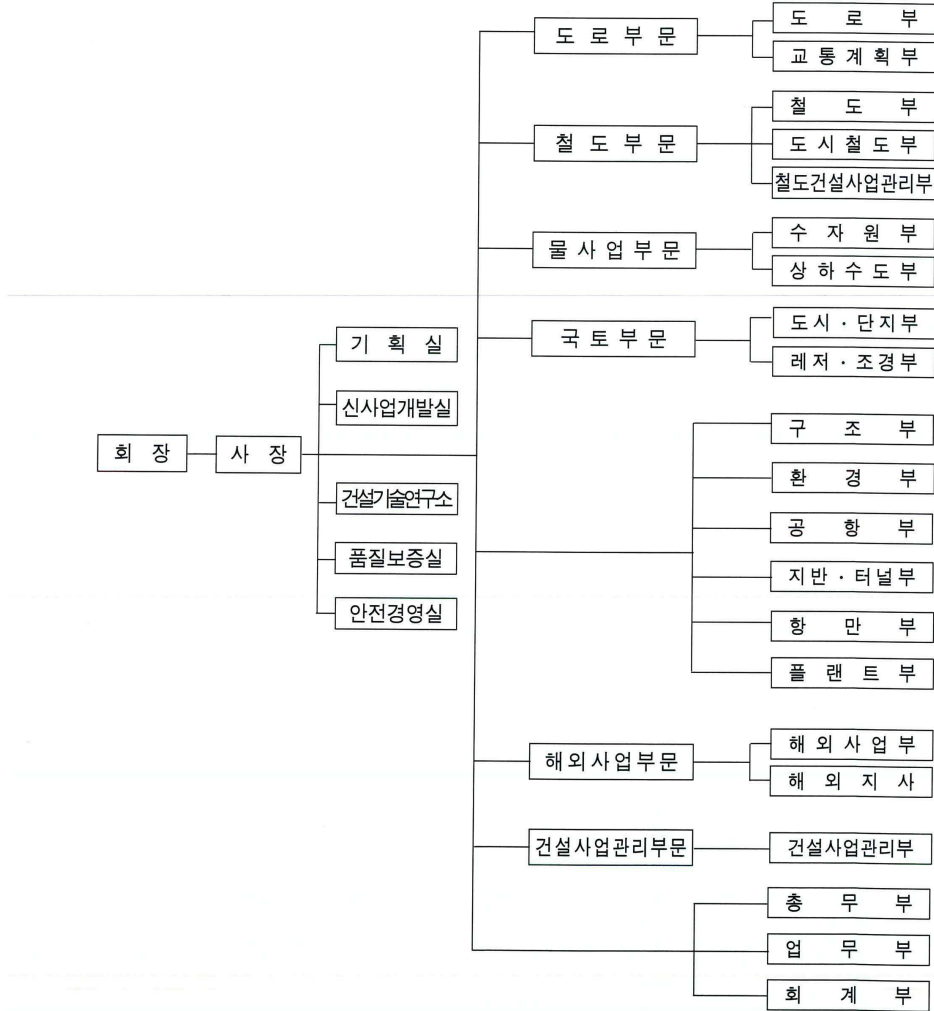 회 장
사 장
기 획 실
신사업개발실
건설기술연구소
품질보증실
안전경영실
도 로 부 문
도 로 부
교 통 계 획 부
철 도 부 문
철 도 부
도 시 철 도 부
철도건설사업관리부
물 사 업 부 문
수 자 원 부
상 하 수 도 부
국 토 부 문
도시 · 단지부
레저 · 조경부
구 조 부
환 경 부
공 항 부
지반 · 터널부
항 만 부
플 랜 트 부
해외사업부문
해 외 사 업 부
해 외 지 사
건설사업관리부문
건설사업관리부
총 무 부
업 무 부
회 계 부